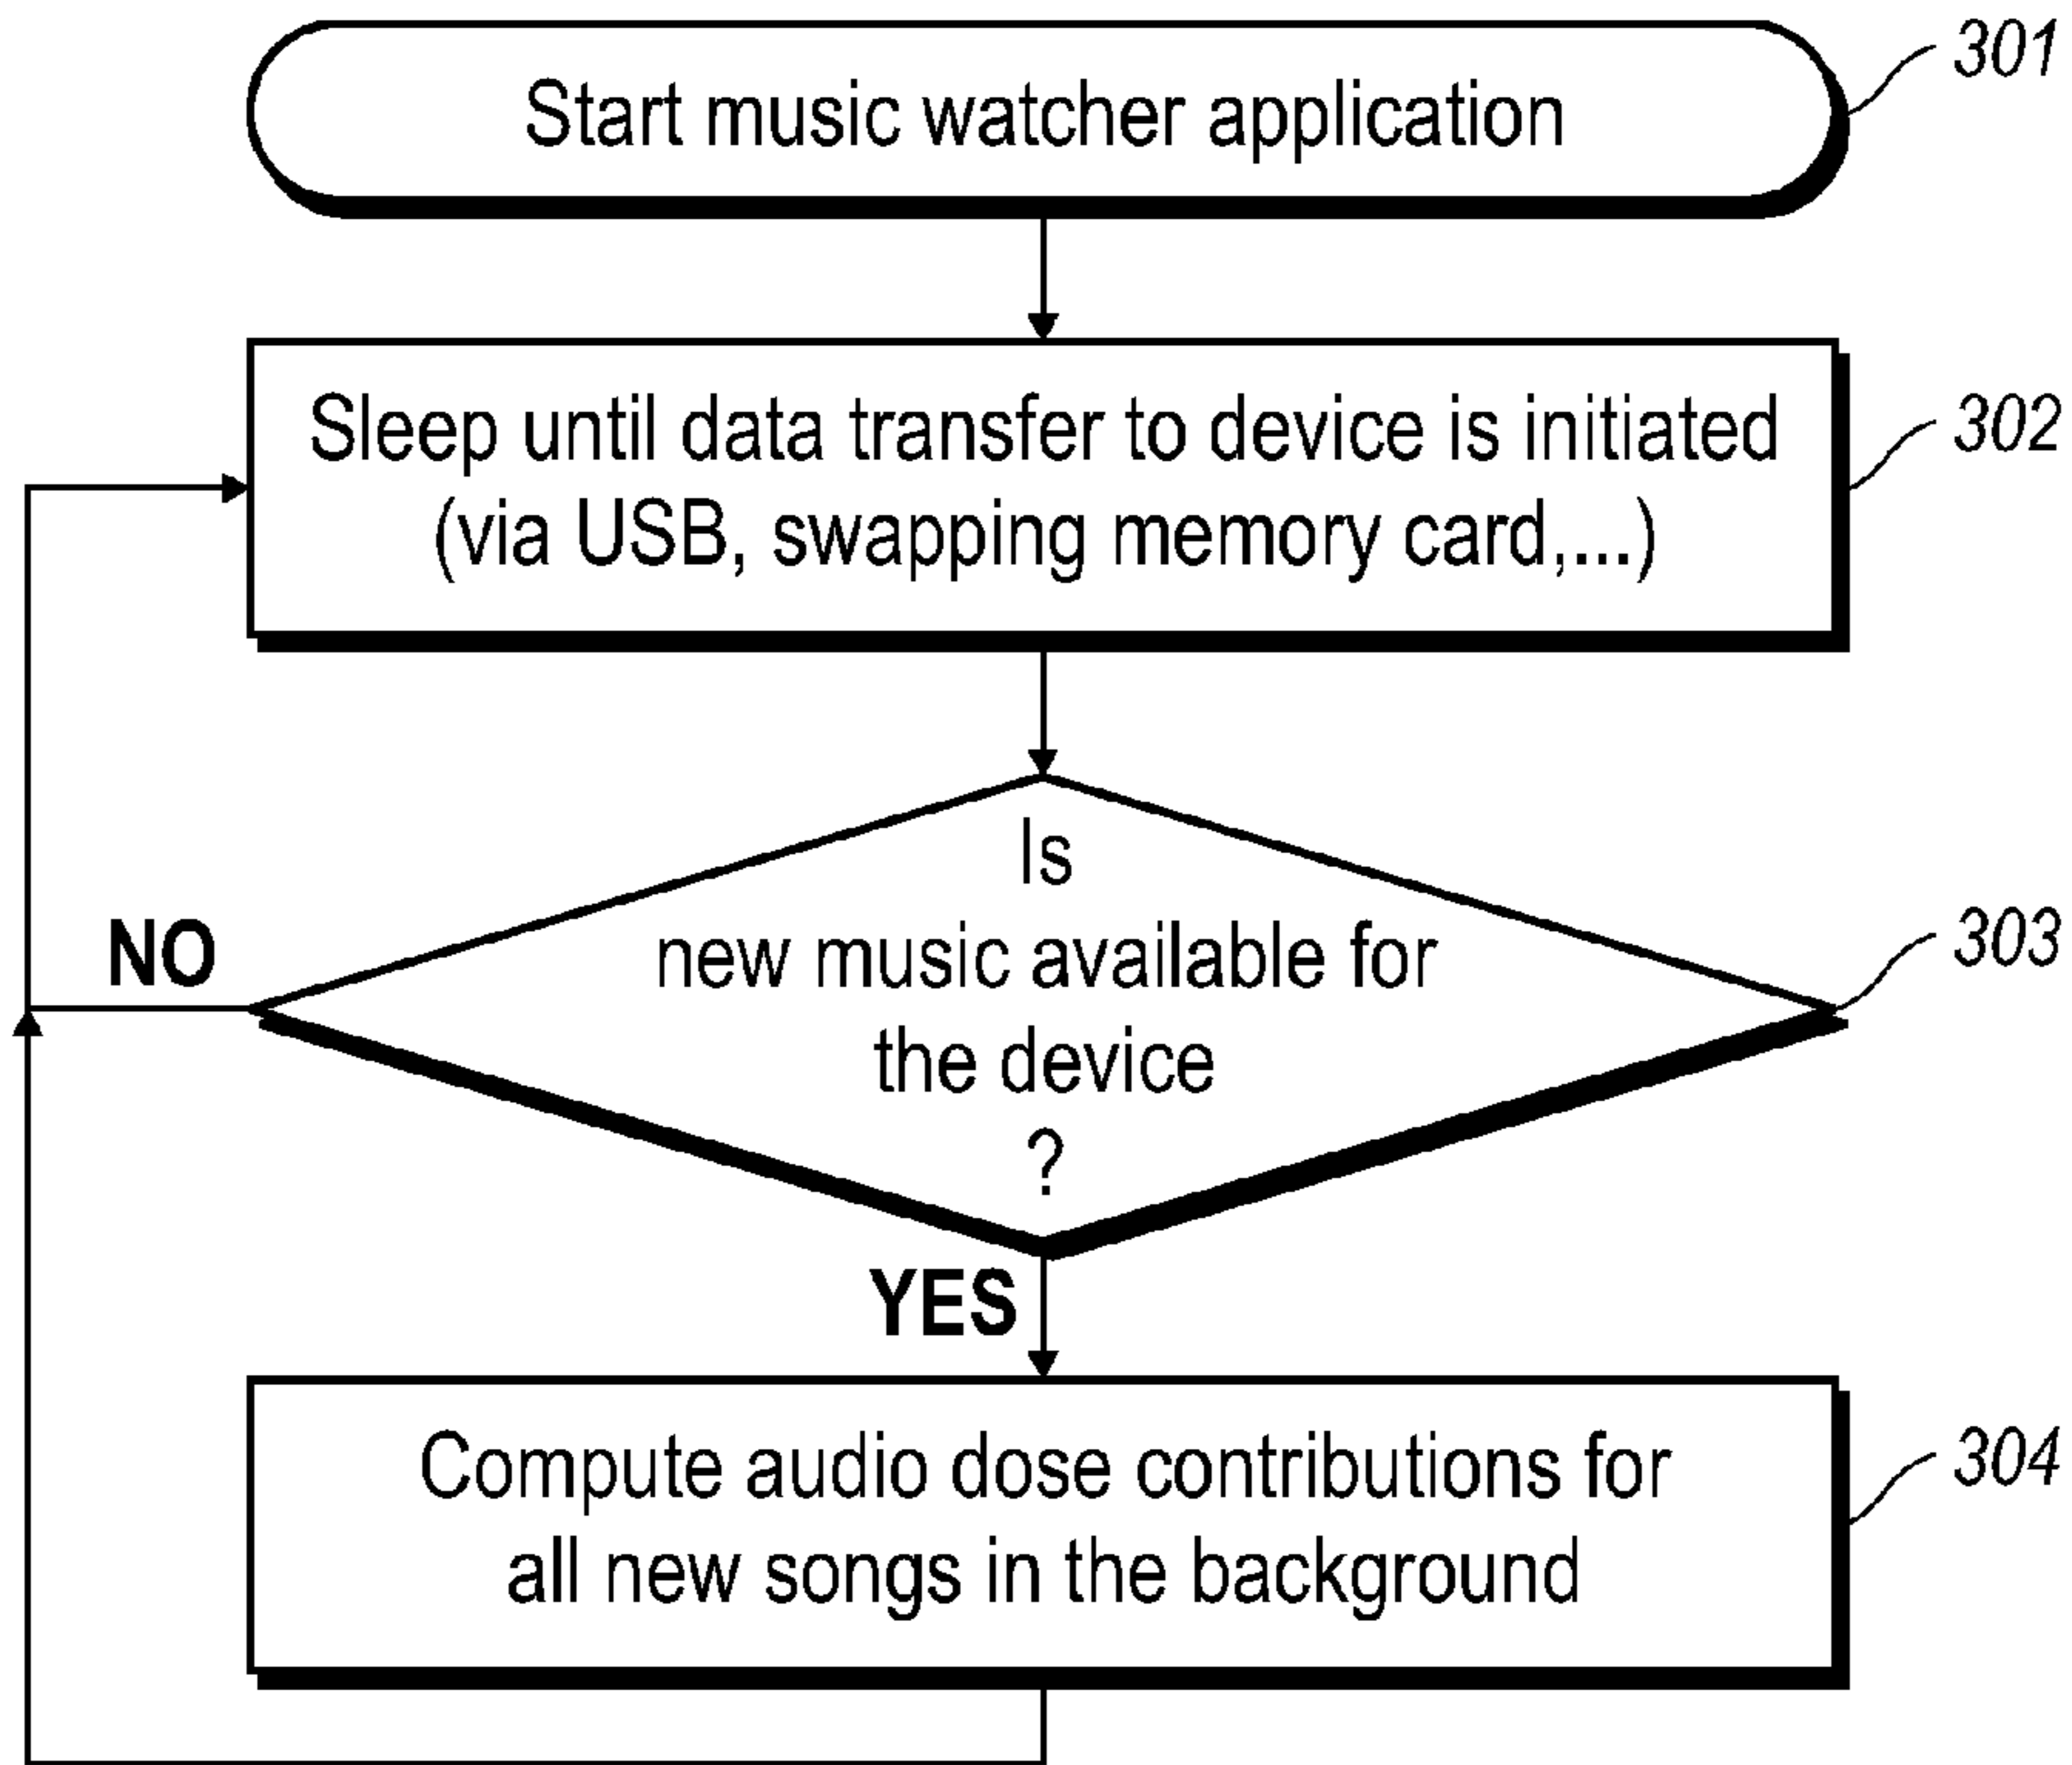 Start music watcher application
301
Sleep until data transfer to device is initiated
(via USB, swapping memory card,...)
302
Is
new music available for
the device
?
303
NO
YES
Compute audio dose contributions for
all new songs in the background
304